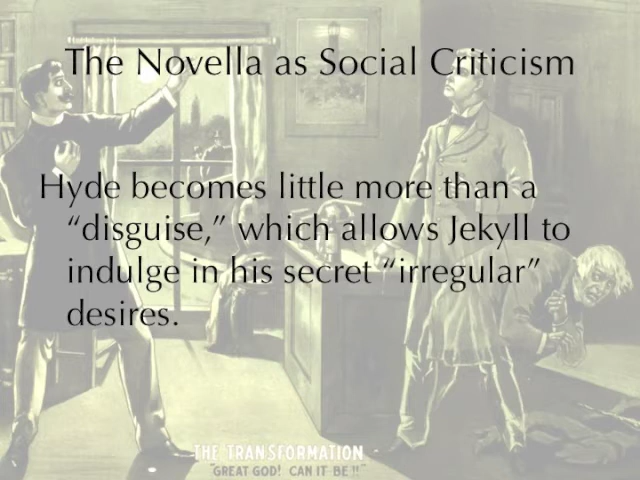 The Novella as Social Criticism
Hyde becomes little more than a
“disguise,” which allows Jekyll to
indulge in his secret “irregular”
desires.
THE TRANSFORMATION
"GREAT GOD! CAN IT BE!!"